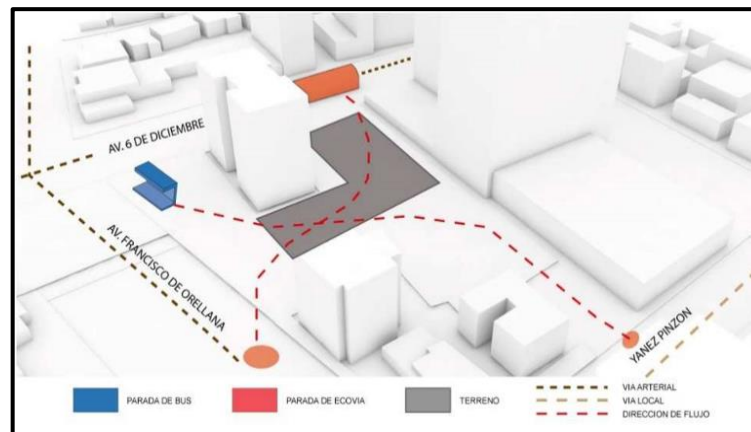 AV. 6 DE DICIEMBRE
AV. FRANCISCO DE ORELLANA
YANEZ PINZON
PARADA DE BUS
PARADA DE ECOVIA
TERRENO
VIA ARTERIAL
VIA LOCAL
DIRECCION DE FLUJO